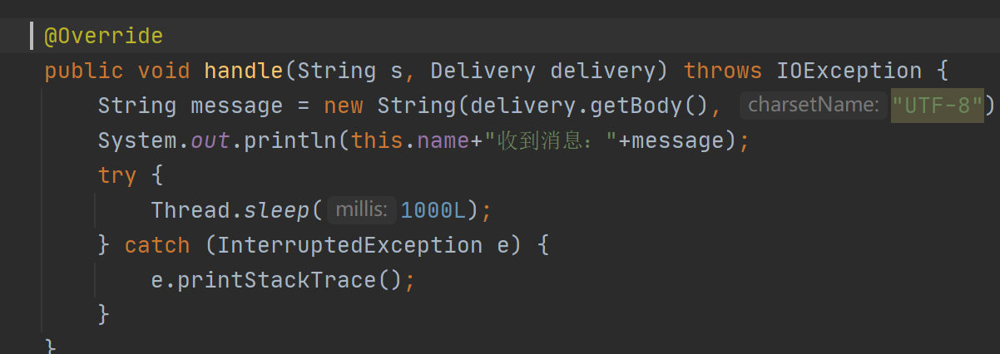 @Override
public void handle(String s, Delivery delivery) throws IOException {
String message = new String(delivery.getBody(), charsetName: "UTF-8")
System.out.println(this.name+"收到消息："+message);
try {
Thread.sleep( millis: 1000L);
} catch (InterruptedException e) {
e.printStackTrace();
}
}